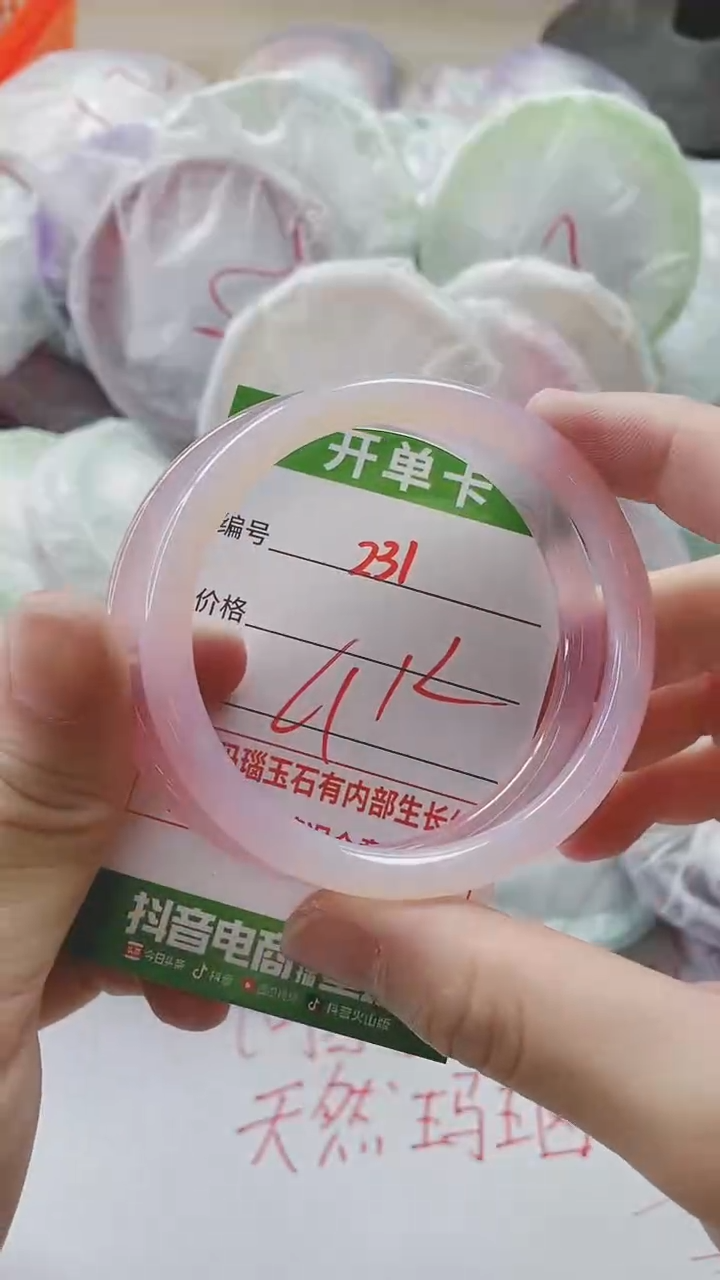 开单卡
编号 231
价格
4K
玛瑙玉石有内部生长
抖音电商
今日头条 抖音 抖音火山版
天然玛瑙